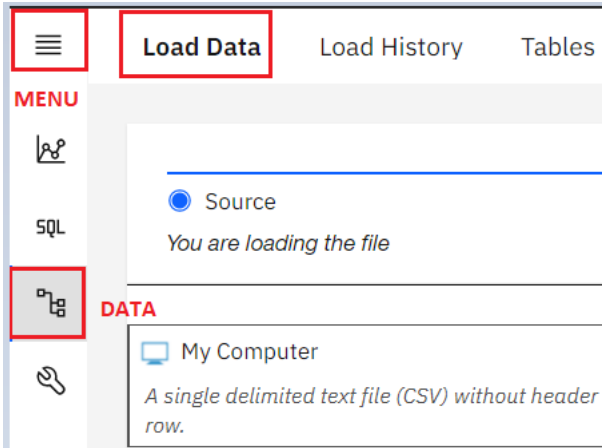 Load Data Load History Tables
MENU
Source
SQL
You are loading the file
DATA
My Computer
A single delimited text file (CSV) without header
row.